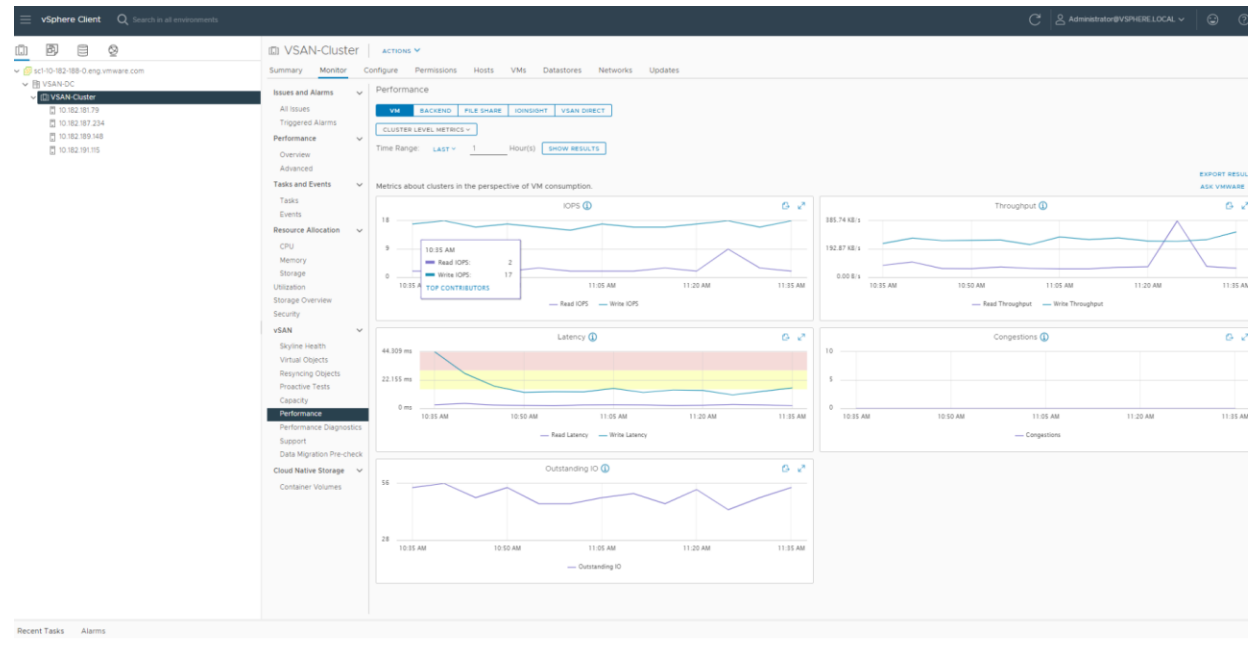 vSphere Client Search in all environments Administrator@VSPHERE.LOCAL
sc1-10-182-188-0.eng.vmware.com
VSAN-DC
VSAN-Cluster
10.182.181.79
10.182.187.234
10.182.189.148
10.182.191.115
VSAN-Cluster ACTIONS
Summary Monitor Configure Permissions Hosts VMs Datastores Networks Updates
Issues and Alarms
All Issues
Triggered Alarms
Performance
Overview
Advanced
Tasks and Events
Tasks
Events
Resource Allocation
CPU
Memory
Storage
Utilization
Storage Overview
Security
vSAN
Skyline Health
Virtual Objects
Resyncing Objects
Proactive Tests
Capacity
Performance
Performance Diagnostics
Support
Data Migration Pre-check
Cloud Native Storage
Container Volumes
Performance
VM BACKEND FILE SHARE IOINSIGHT VSAN DIRECT
CLUSTER LEVEL METRICS
Time Range: LAST 1 Hour(s) SHOW RESULTS
EXPORT RESUL
ASK VMWARE
Metrics about clusters in the perspective of VM consumption.
IOPS
18
9
0
10:35 AM
Read IOPS: 2
Write IOPS: 17
TOP CONTRIBUTORS
10:35 A 11:05 AM 11:20 AM 11:35 AM
Read IOPS Write IOPS
Throughput
385.74 KB/s
192.87 KB/s
0.00 B/s
10:35 AM 10:50 AM 11:05 AM 11:20 AM 11:35 AM
Read Throughput Write Throughput
Latency
44.309 ms
22.155 ms
0 ms
10:35 AM 10:50 AM 11:05 AM 11:20 AM 11:35 AM
Read Latency Write Latency
Congestions
10
5
0
10:35 AM 10:50 AM 11:05 AM 11:20 AM 11:35 AM
Congestions
Outstanding IO
56
28
10:35 AM 10:50 AM 11:05 AM 11:20 AM 11:35 AM
Outstanding IO
Recent Tasks Alarms